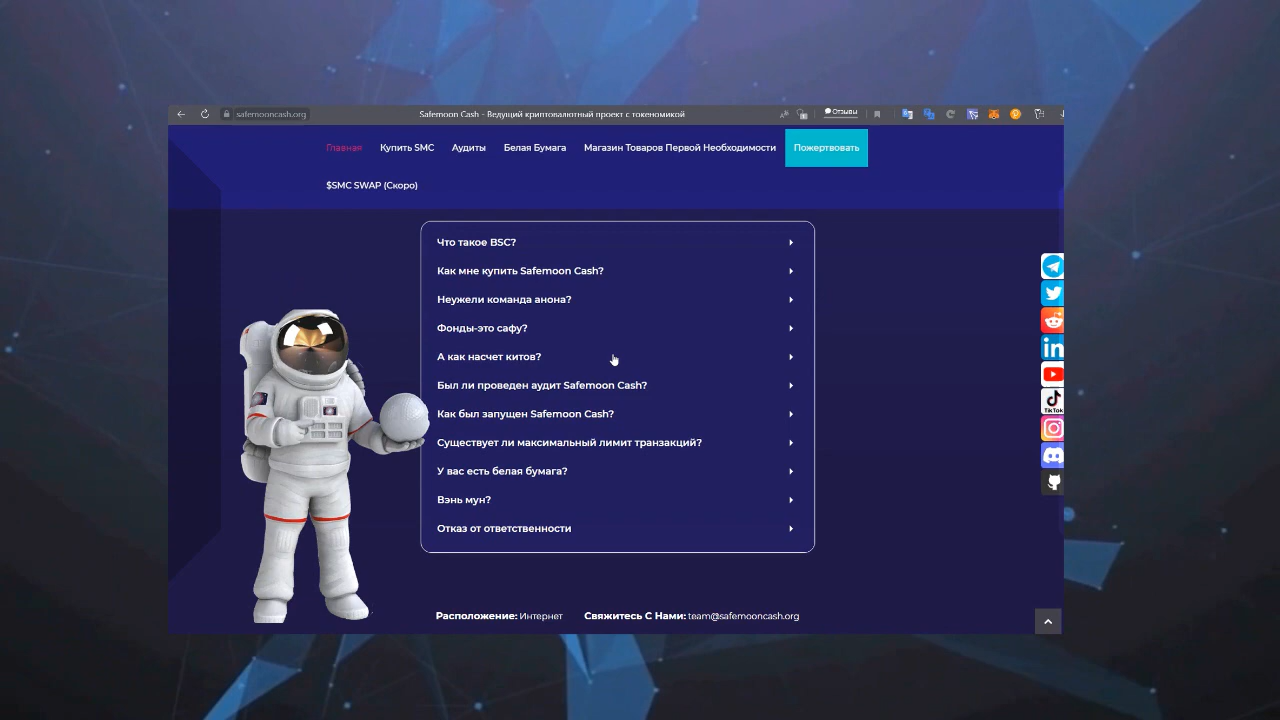 safemooncash.org
Safemoon Cash - Ведущий криптовалютный проект с токеномикой
Отзывы
Главная
Купить SMC
Аудиты
Белая Бумага
Магазин Товаров Первой Необходимости
Пожертвовать
$SMC SWAP (Скоро)
Что такое BSC?
Как мне купить Safemoon Cash?
Неужели команда анона?
Фонды-это сафу?
А как насчет китов?
Был ли проведен аудит Safemoon Cash?
Как был запущен Safemoon Cash?
Существует ли максимальный лимит транзакций?
У вас есть белая бумага?
Вэнь мун?
Отказ от ответственности
TikTok
Расположение: Интернет
Свяжитесь С Нами: team@safemooncash.org